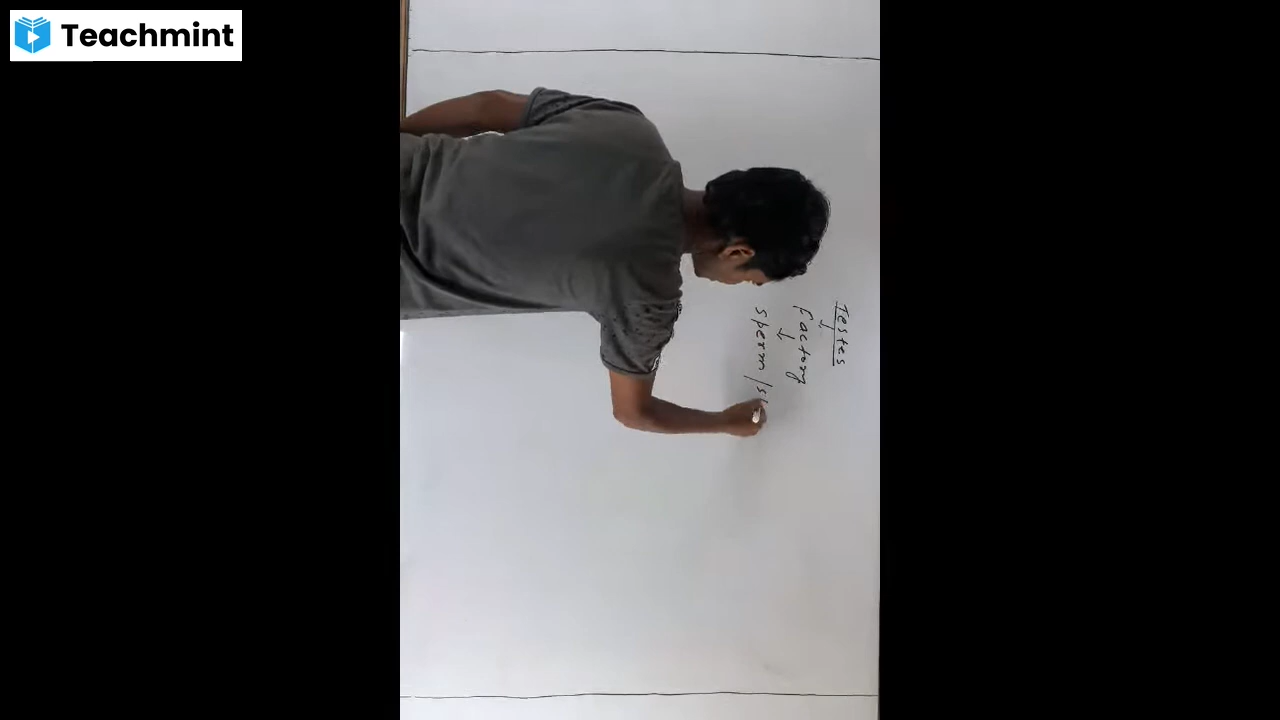 Teachmint
Testes
↓
Factory
↓
Sperm /